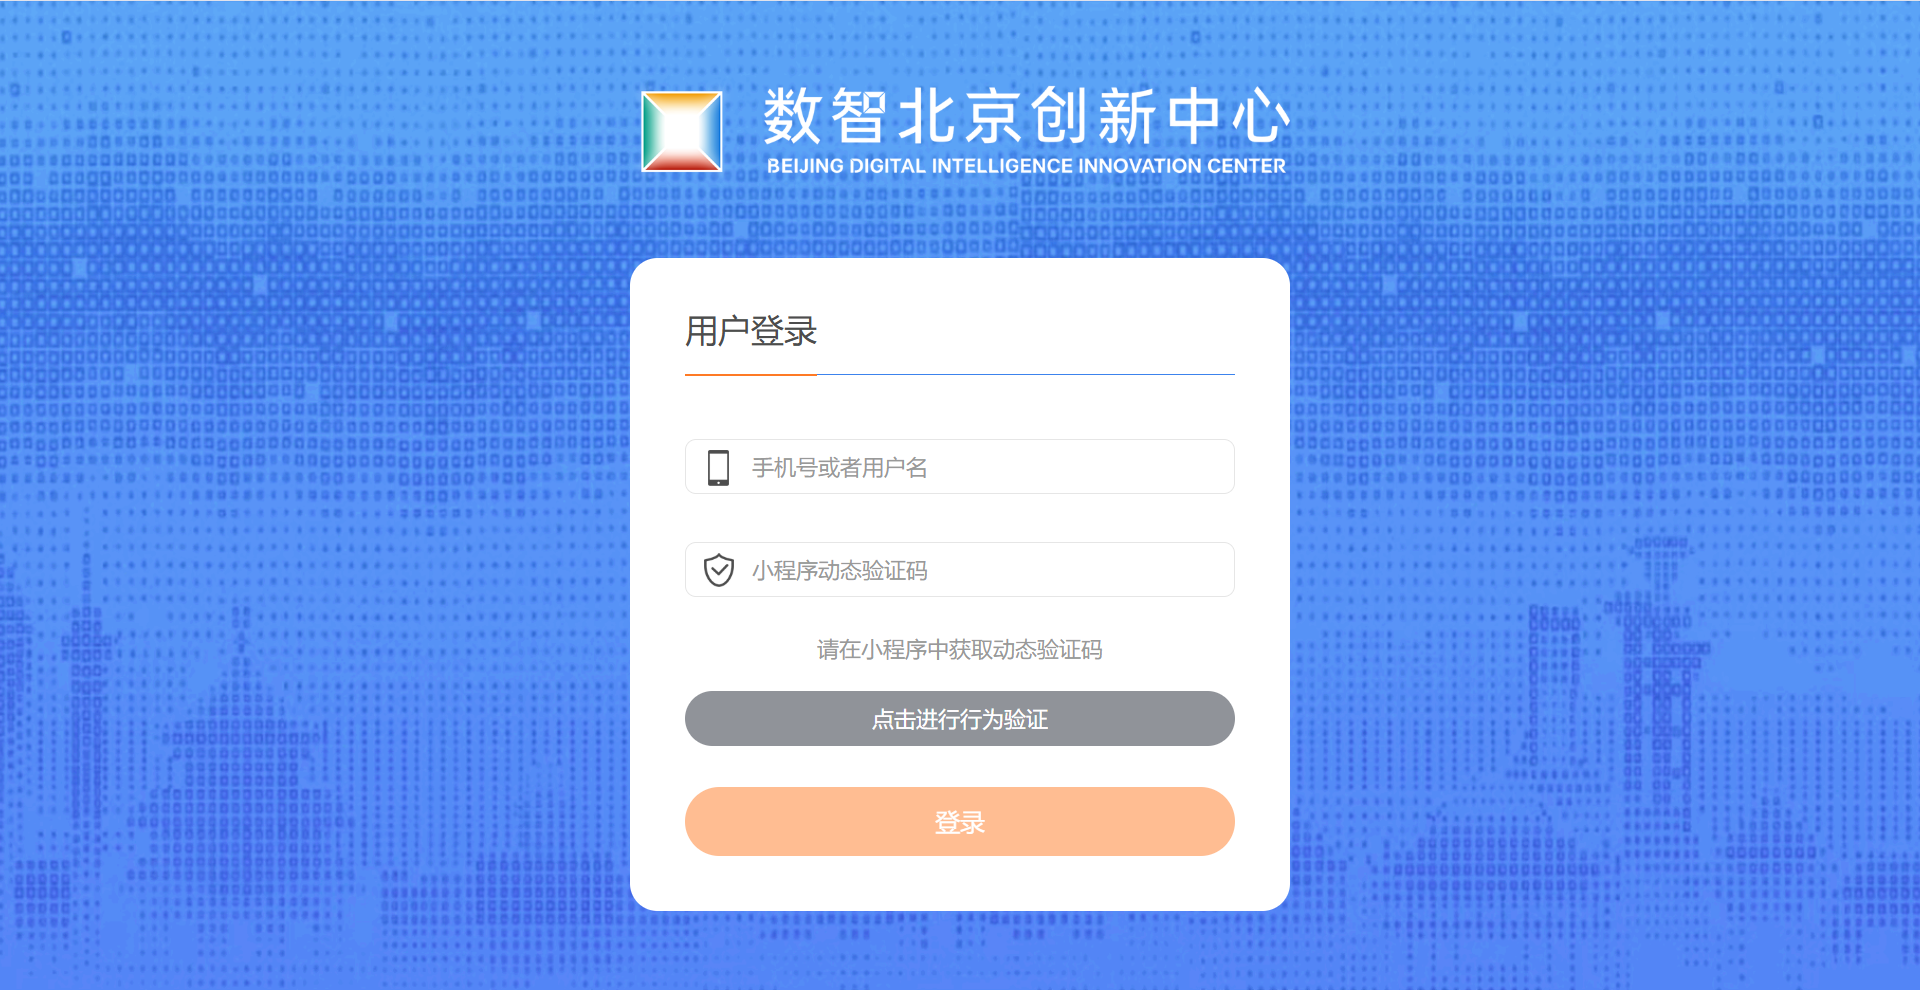 数智北京创新中心
BEIJING DIGITAL INTELLIGENCE INNOVATION CENTER
用户登录
手机号或者用户名
小程序动态验证码
请在小程序中获取动态验证码
点击进行行为验证
登录